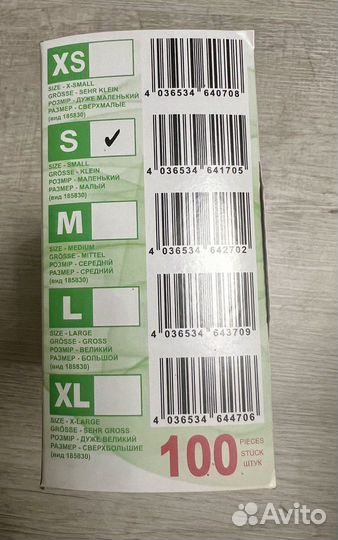 XS
SIZE - X-SMALL
GRÖSSE - SEHR KLEIN
РОЗМІР - ДУЖЕ МАЛЕНЬКИЙ
РАЗМЕР - СВЕРХМАЛЫЕ
(вид 185830)
4 036534 640708
S ✓
SIZE - SMALL
GRÖSSE - KLEIN
РОЗМІР - МАЛЕНЬКИЙ
РАЗМЕР - МАЛЫЙ
(вид 185830)
4 036534 641705
M
SIZE - MEDIUM
GRÖSSE - MITTEL
РОЗМІР - СЕРЕДНІЙ
РАЗМЕР - СРЕДНИЙ
(вид 185830)
4 036534 642702
L
SIZE - LARGE
GRÖSSE - GROSS
РОЗМІР - ВЕЛИКИЙ
РАЗМЕР - БОЛЬШОЙ
(вид 185830)
4 036534 643709
XL
SIZE - X-LARGE
GRÖSSE - SEHR GROSS
РОЗМІР - ДУЖЕ ВЕЛИКИЙ
РАЗМЕР - СВЕРХБОЛЬШИЕ
(вид 185830)
4 036534 644706
100 PIECES
STÜCK
ШТУК
Avito